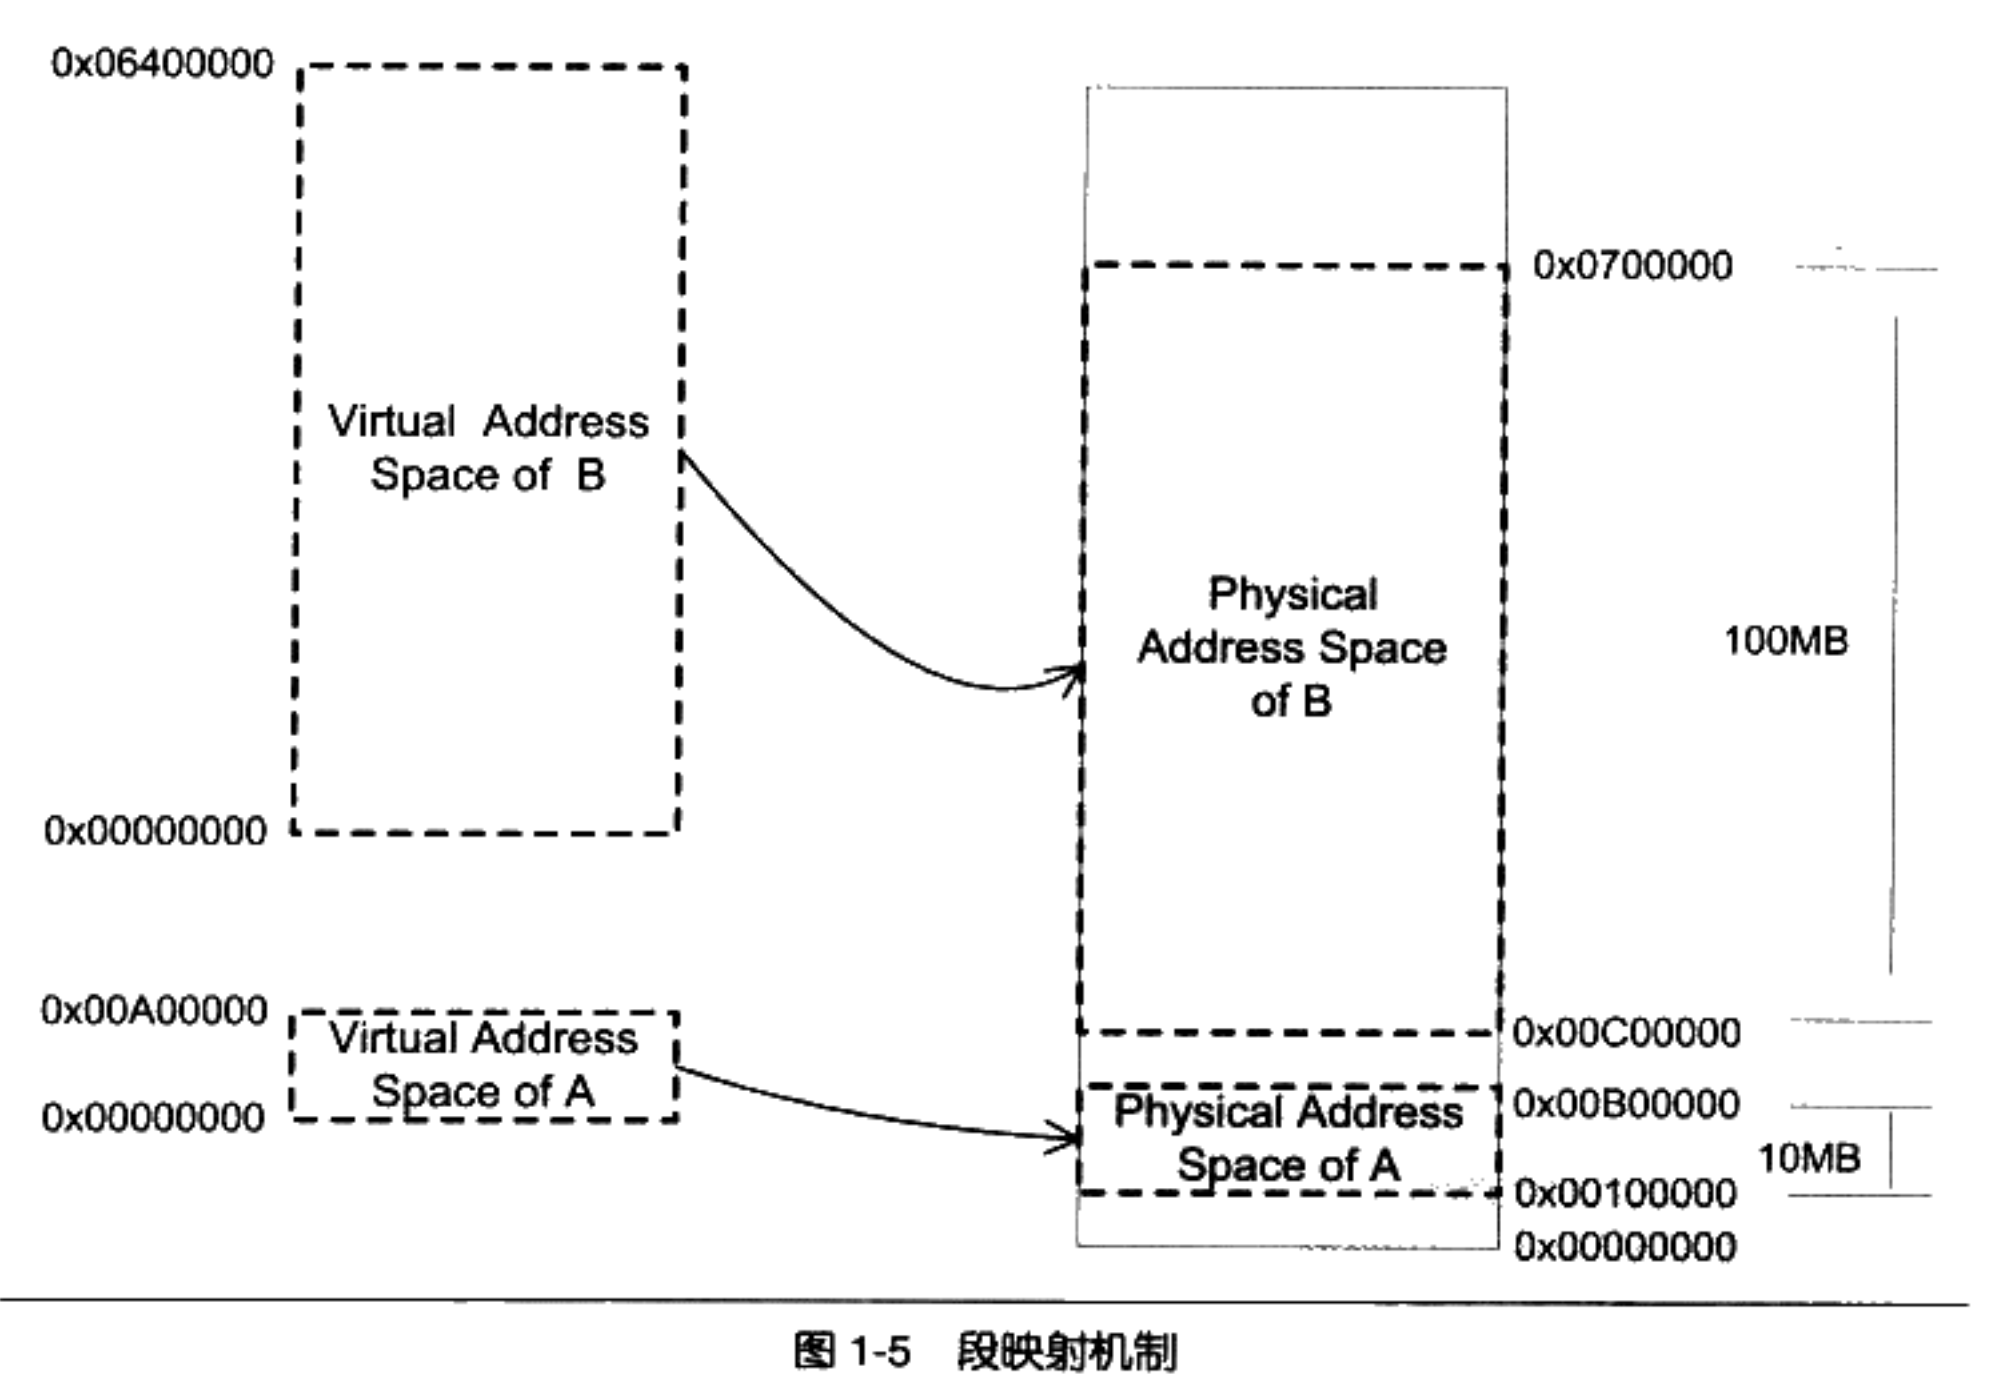 0x06400000
0x0700000
Virtual Address
Space of B
Physical
Address Space
of B
100MB
0x00000000
0x00A00000
Virtual Address
Space of A
0x00000000
0x00C00000
0x00B00000
Physical Address
Space of A
10MB
0x00100000
0x00000000
图 1-5 段映射机制